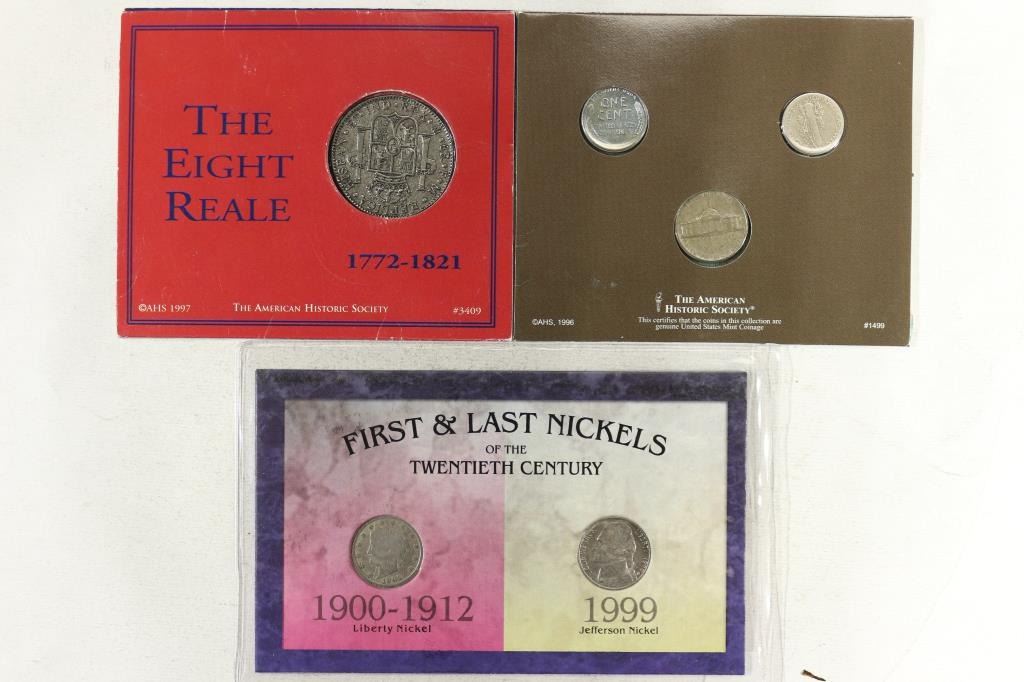 THE
EIGHT
REALE
1772-1821
©AHS 1997 THE AMERICAN HISTORIC SOCIETY #3409
ONE
CENT
THE AMERICAN
HISTORIC SOCIETY®
©AHS, 1996 This certifies that the coins in this collection are #1499
genuine United States Mint Coinage
FIRST & LAST NICKELS
OF THE
TWENTIETH CENTURY
1900-1912
Liberty Nickel
1999
Jefferson Nickel